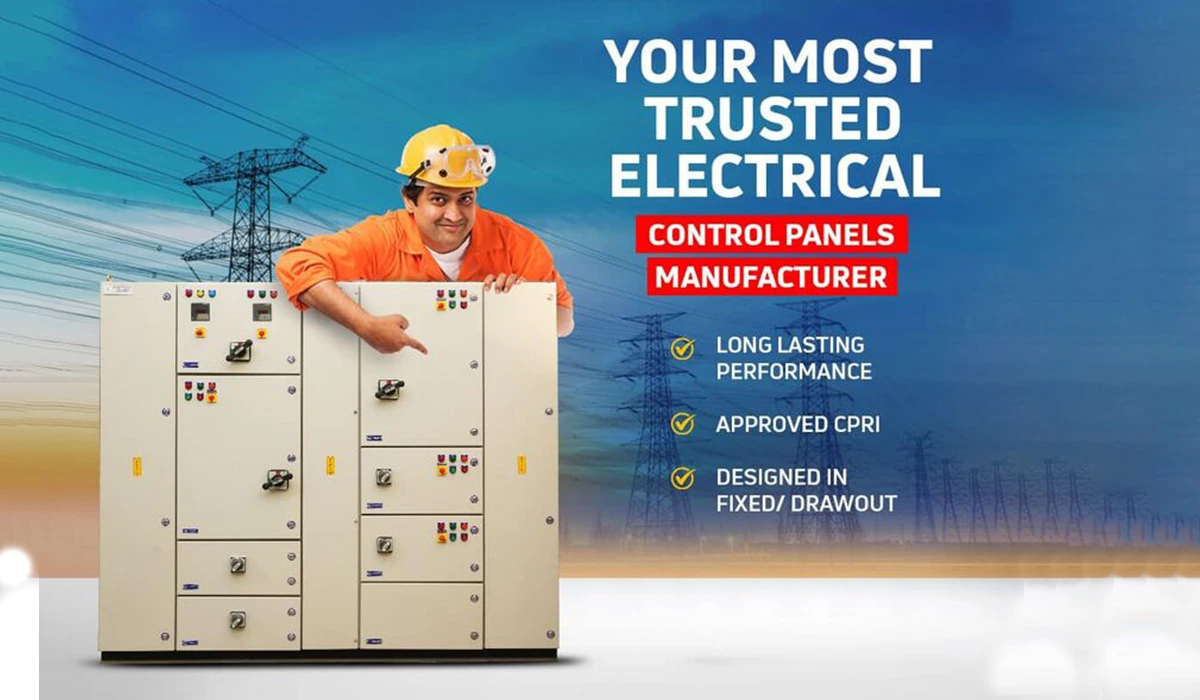 YOUR MOST
TRUSTED
ELECTRICAL
CONTROL PANELS
MANUFACTURER
LONG LASTING
PERFORMANCE
APPROVED CPRI
DESIGNED IN
FIXED/ DRAWOUT